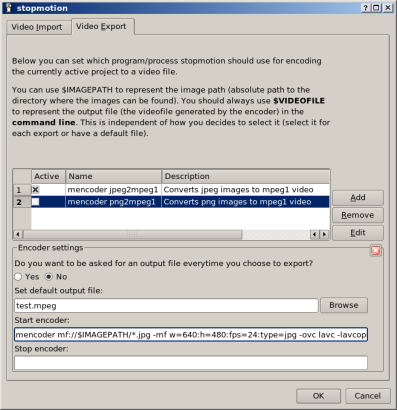 stopmotion
Video Import Video Export
Below you can set which program/process stopmotion should use for encoding
the currently active project to a video file.
You can use $IMAGEPATH to represent the image path (absolute path to the
directory where the images can be found). You should always use $VIDEOFILE
to represent the output file (the videofile generated by the encoder) in the
command line. This is independent of how you decides to select it (select it for
each export or have a default file).
Active Name Description
1 mencoder jpeg2mpeg1 Converts jpeg images to mpeg1 video
2 mencoder png2mpeg1 Converts png images to mpeg1 video
Add
Remove
Edit
Encoder settings
Do you want to be asked for an output file everytime you choose to export?
Yes No
Set default output file:
test.mpeg Browse
Start encoder:
mencoder mf://$IMAGEPATH/*.jpg -mf w=640:h=480:fps=24:type=jpg -ovc lavc -lavcop
Stop encoder:
OK Cancel